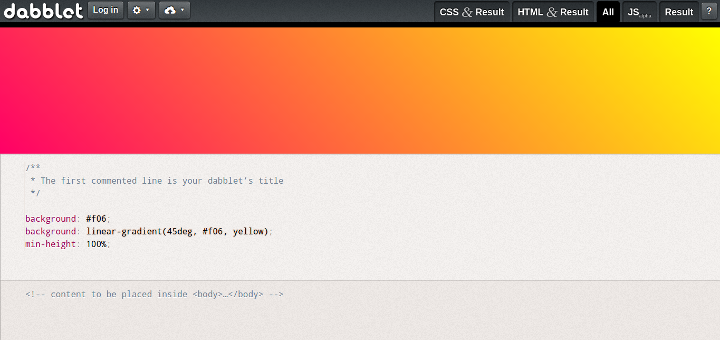 dabblet Log in CSS & Result HTML & Result All JS alpha Result ?
/**
 * The first commented line is your dabblet's title
 */
background: #f06;
background: linear-gradient(45deg, #f06, yellow);
min-height: 100%;
<!-- content to be placed inside <body>…</body> -->